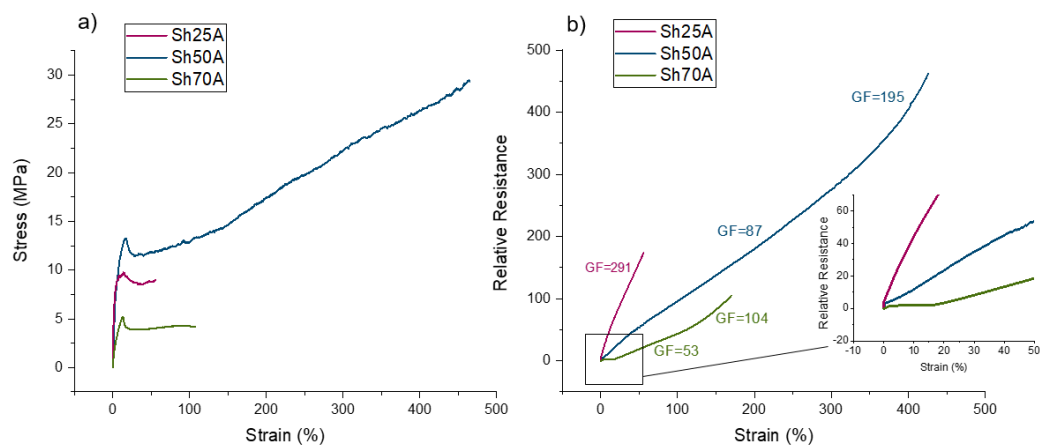 a)
Sh25A
Sh50A
Sh70A
Stress (MPa)
30
25
20
15
10
5
0
0
100
200
300
400
500
Strain (%)
b)
Sh25A
Sh50A
Sh70A
Relative Resistance
500
400
300
200
100
0
GF=195
GF=87
GF=291
GF=104
GF=53
0
100
200
300
400
500
Strain (%)
Relative Resistance
60
40
20
0
-20
-10
0
10
20
30
40
50
Strain (%)